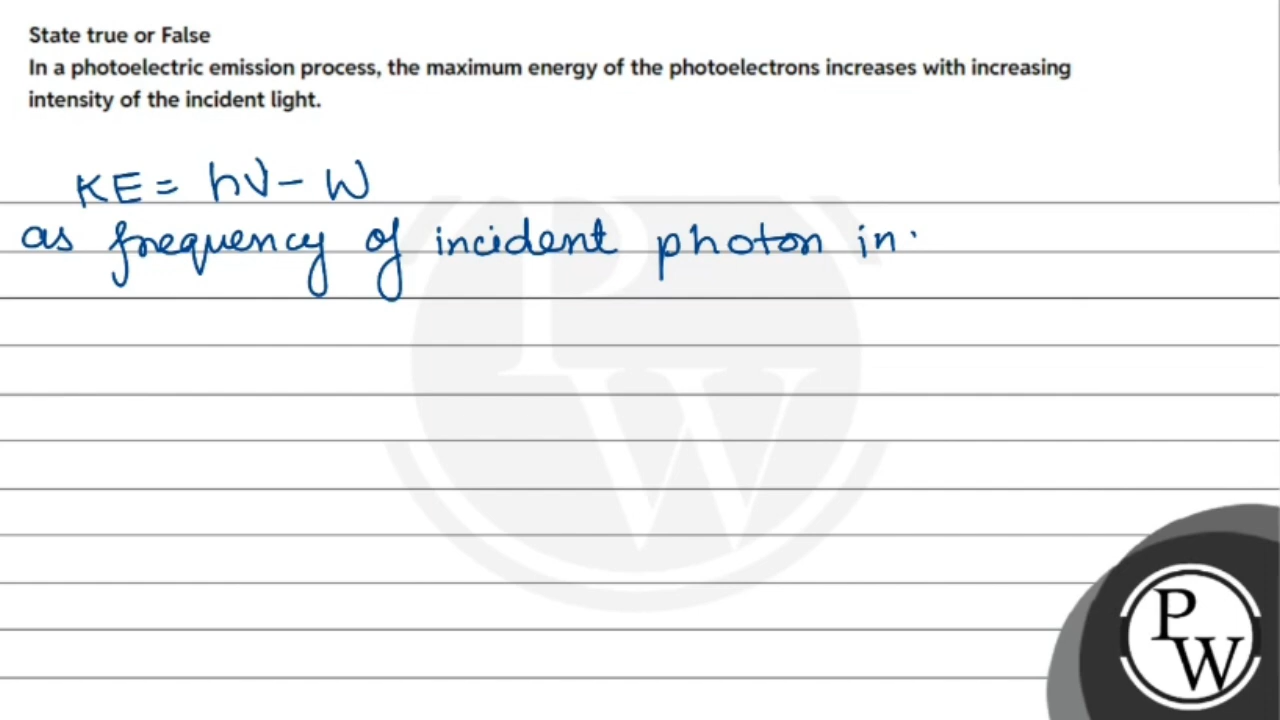 State true or False
In a photoelectric emission process, the maximum energy of the photoelectrons increases with increasing
intensity of the incident light.
KE = hν - W
as frequency of incident photon in
P
W
P
W